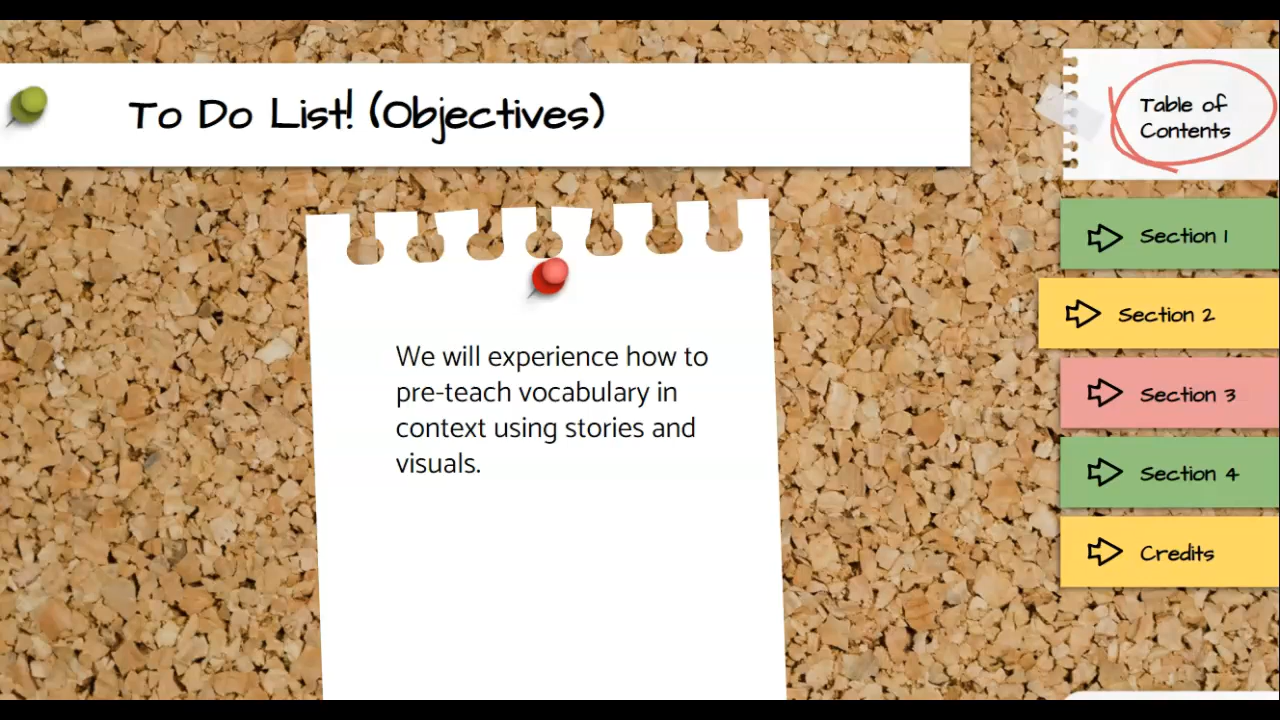 To Do List! (Objectives)
We will experience how to
pre-teach vocabulary in
context using stories and
visuals.
Table of
Contents
Section 1
Section 2
Section 3
Section 4
Credits